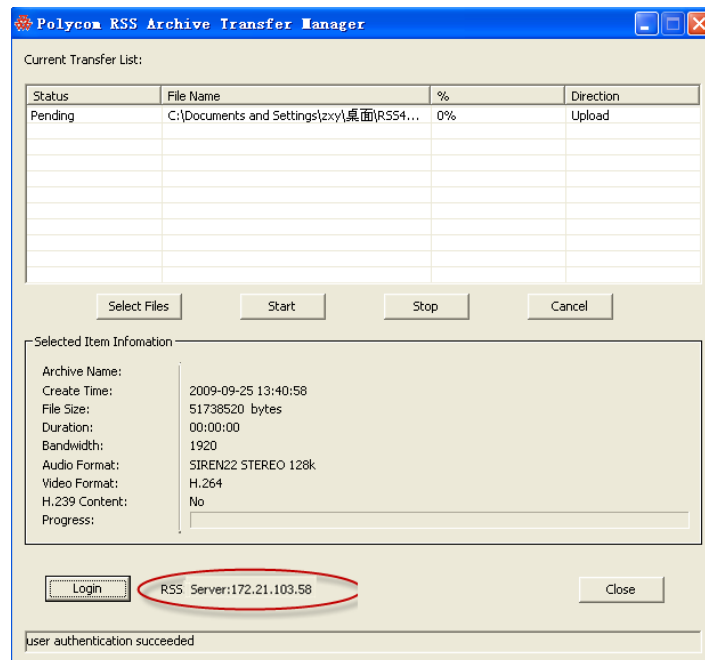 Polycom RSS Archive Transfer Manager
Current Transfer List:
Status File Name % Direction
Pending C:\Documents and Settings\zxy\桌面\RSS4... 0% Upload
Select Files Start Stop Cancel
Selected Item Infomation
Archive Name:
Create Time: 2009-09-25 13:40:58
File Size: 51738520 bytes
Duration: 00:00:00
Bandwidth: 1920
Audio Format: SIREN22 STEREO 128k
Video Format: H.264
H.239 Content: No
Progress:
Login RSS Server:172.21.103.58 Close
user authentication succeeded